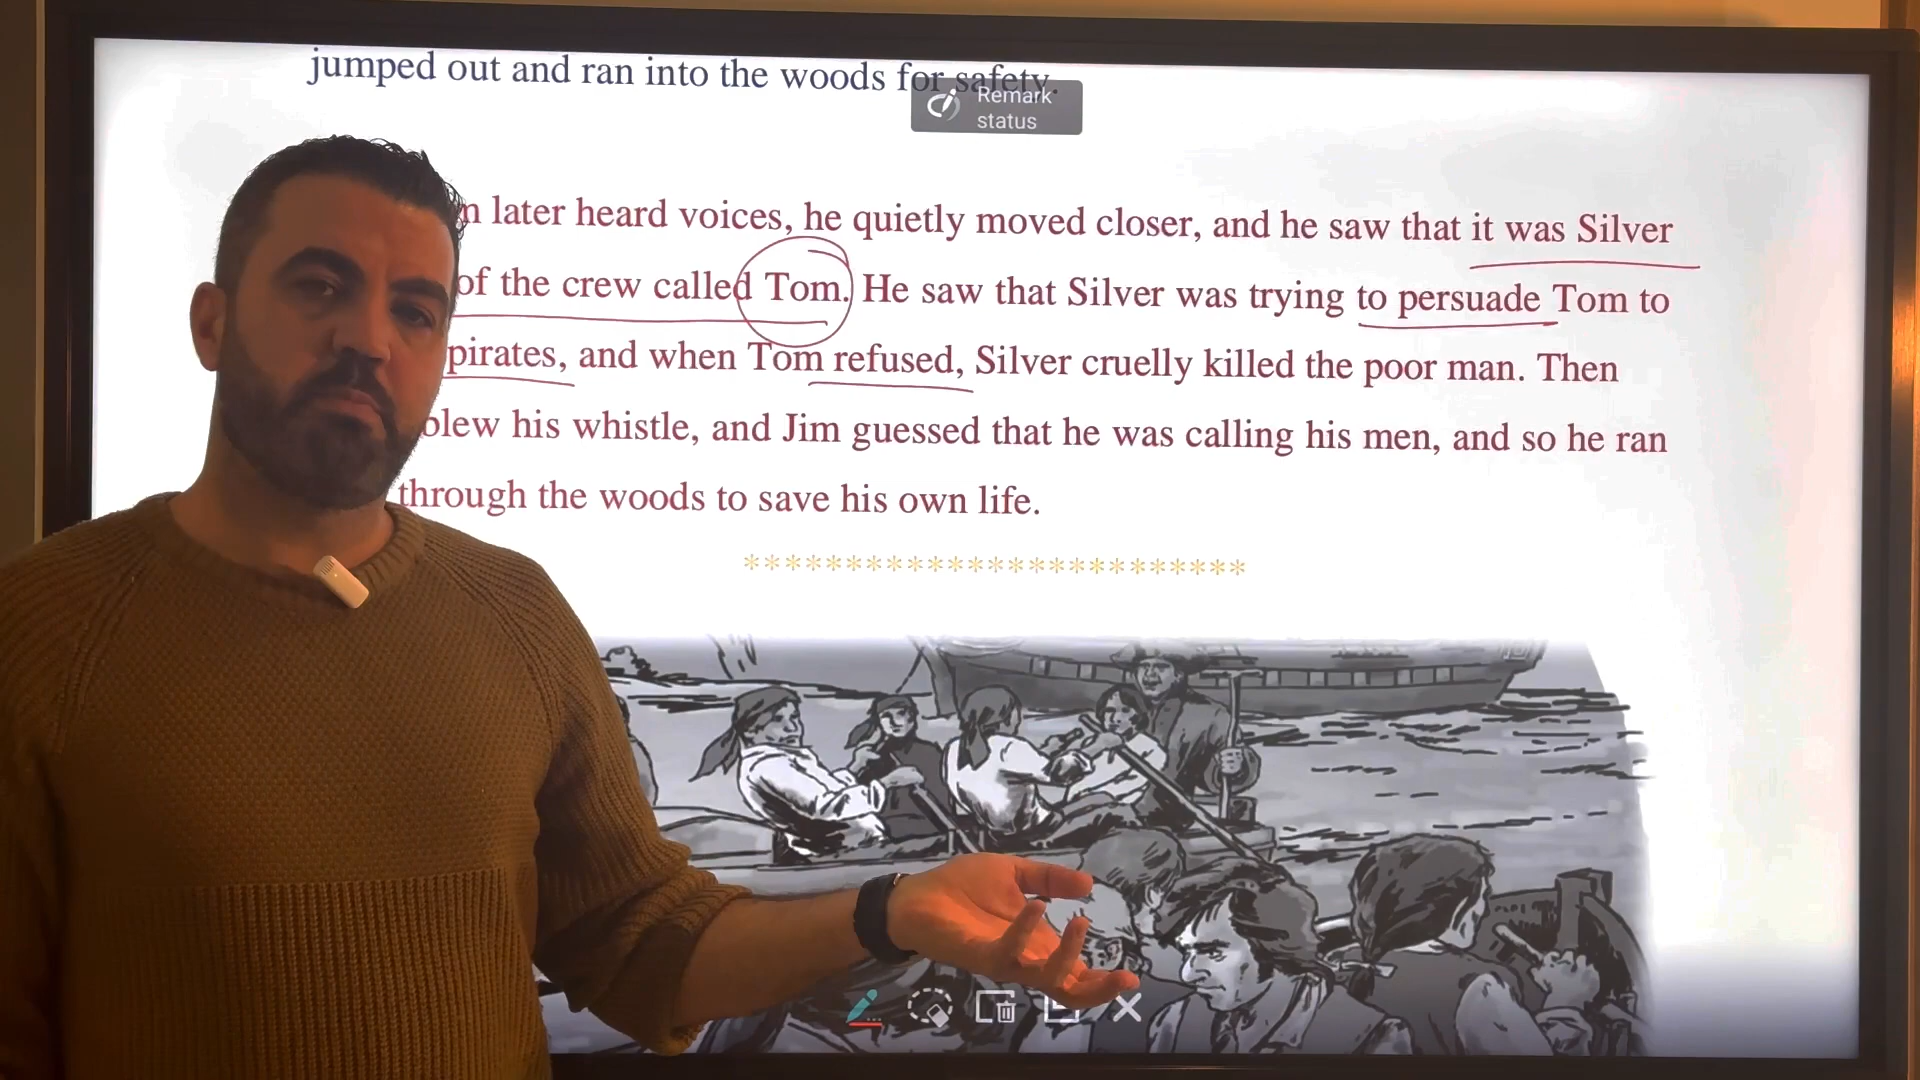 jumped out and ran into the woods for safety.
Remark
status
later heard voices, he quietly moved closer, and he saw that it was Silver
of the crew called Tom. He saw that Silver was trying to persuade Tom to
pirates, and when Tom refused, Silver cruelly killed the poor man. Then
blew his whistle, and Jim guessed that he was calling his men, and so he ran
through the woods to save his own life.
*************************